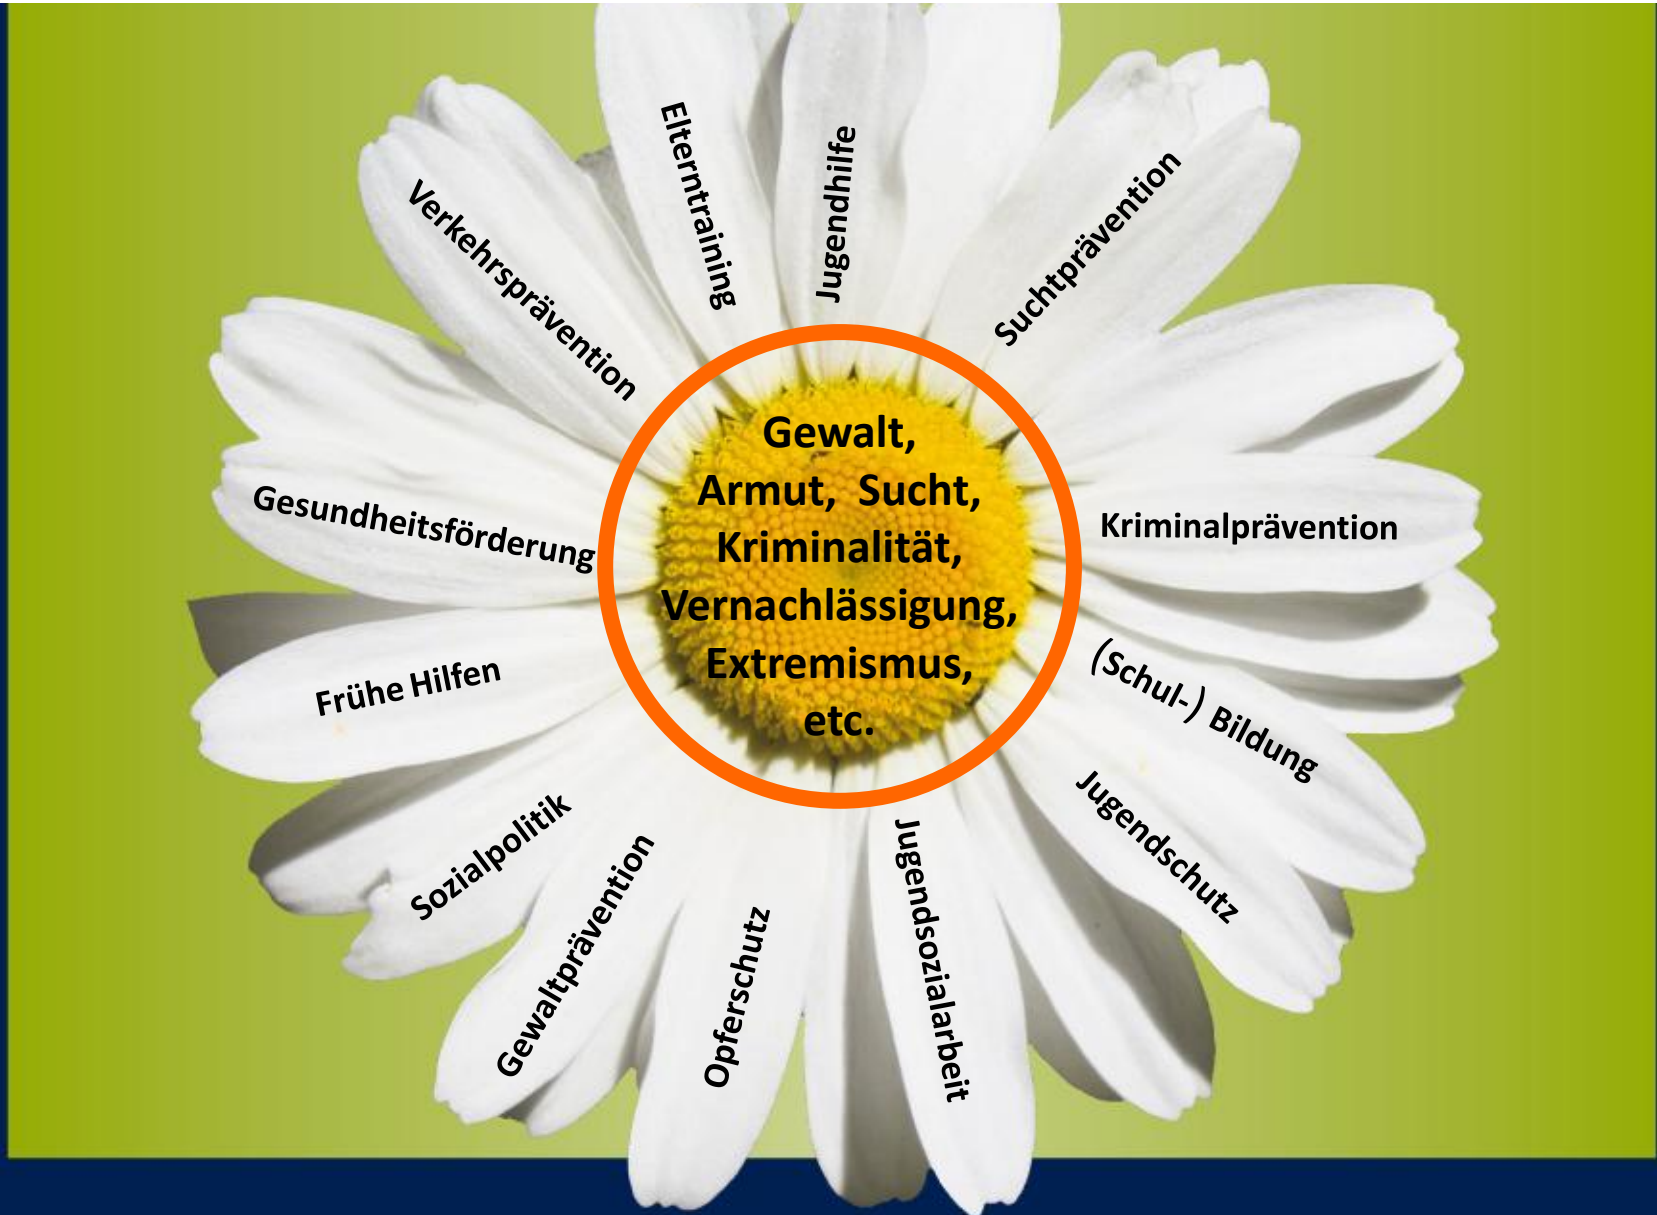 Elterntraining
Jugendhilfe
Suchtprävention
Verkehrsprävention
Gesundheitsförderung
Kriminalprävention
Gewalt,
Armut, Sucht,
Kriminalität,
Vernachlässigung,
Extremismus,
etc.
Frühe Hilfen
(Schul-) Bildung
Sozialpolitik
Jugendschutz
Gewaltprävention
Opferschutz
Jugendsozialarbeit